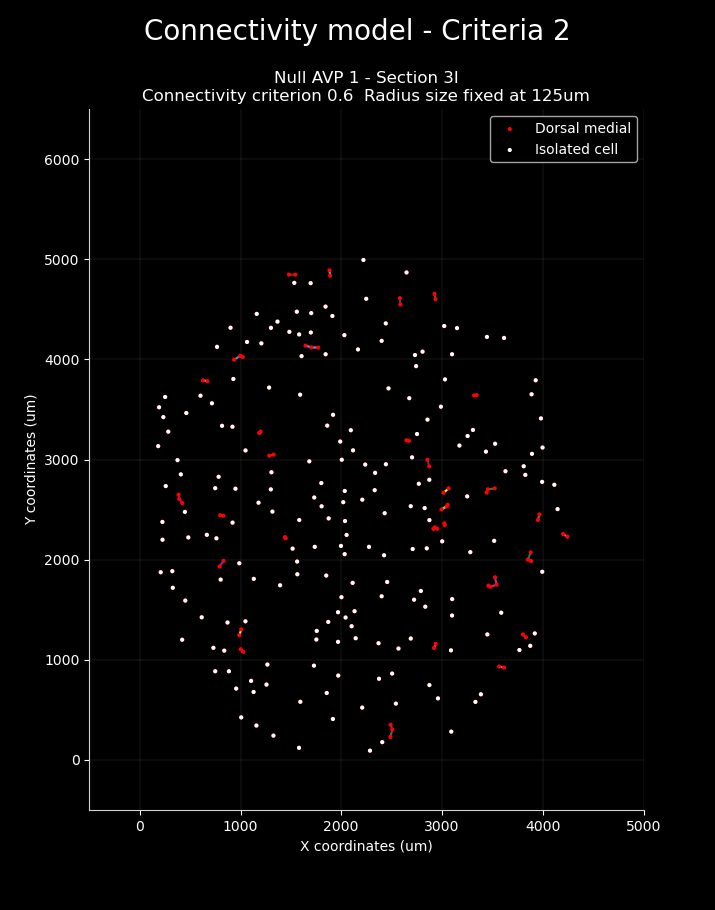 Connectivity model - Criteria 2
Null AVP 1 - Section 3l
Connectivity criterion 0.6  Radius size fixed at 125um
Dorsal medial
Isolated cell
Y coordinates (um)
6000
5000
4000
3000
2000
1000
0
0 1000 2000 3000 4000 5000
X coordinates (um)